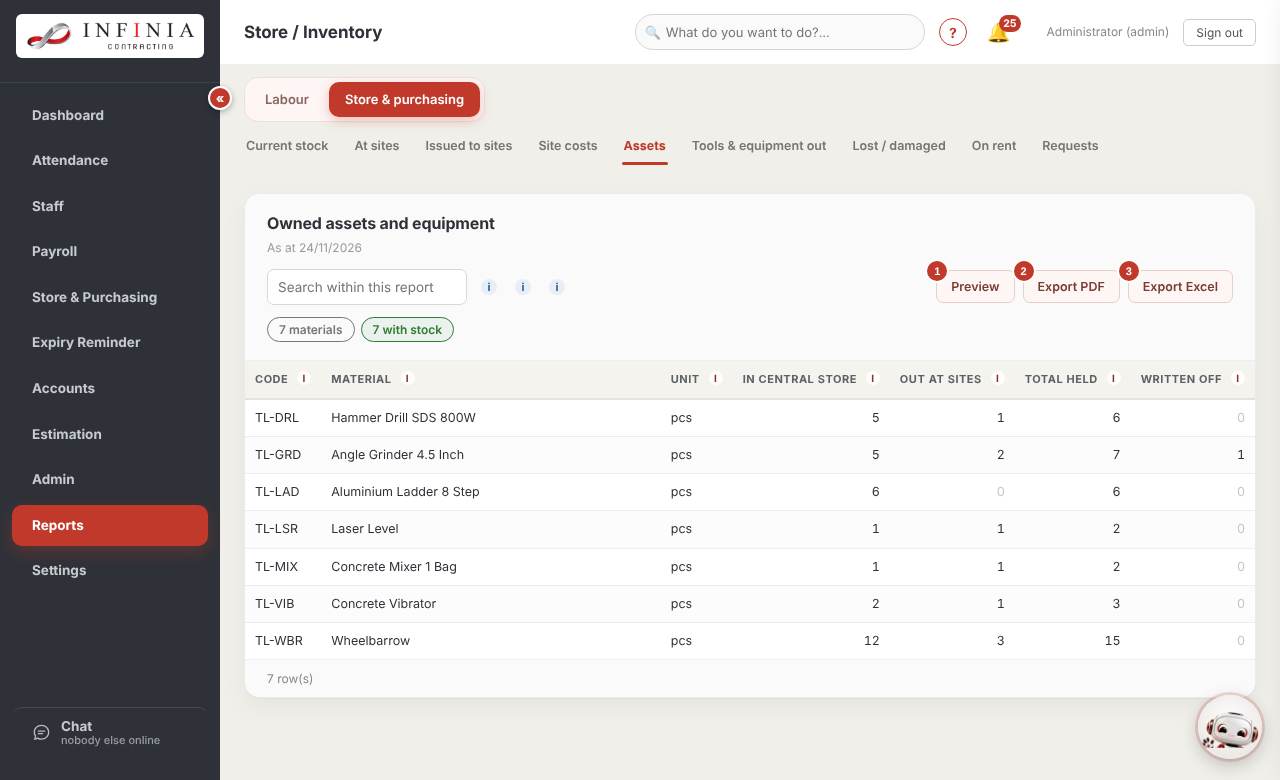 INFINIA
CONTRACTING
Store / Inventory
What do you want to do?...
?
25
Administrator (admin)
Sign out
«
Dashboard
Attendance
Staff
Payroll
Store & Purchasing
Expiry Reminder
Accounts
Estimation
Admin
Reports
Settings
Chat
nobody else online
Labour
Store & purchasing
Current stock
At sites
Issued to sites
Site costs
Assets
Tools & equipment out
Lost / damaged
On rent
Requests
Owned assets and equipment
As at 24/11/2026
Search within this report
i i i
1 Preview
2 Export PDF
3 Export Excel
7 materials
7 with stock
CODE I MATERIAL I UNIT I IN CENTRAL STORE I OUT AT SITES I TOTAL HELD I WRITTEN OFF I
TL-DRL Hammer Drill SDS 800W pcs 5 1 6 0
TL-GRD Angle Grinder 4.5 Inch pcs 5 2 7 1
TL-LAD Aluminium Ladder 8 Step pcs 6 0 6 0
TL-LSR Laser Level pcs 1 1 2 0
TL-MIX Concrete Mixer 1 Bag pcs 1 1 2 0
TL-VIB Concrete Vibrator pcs 2 1 3 0
TL-WBR Wheelbarrow pcs 12 3 15 0
7 row(s)